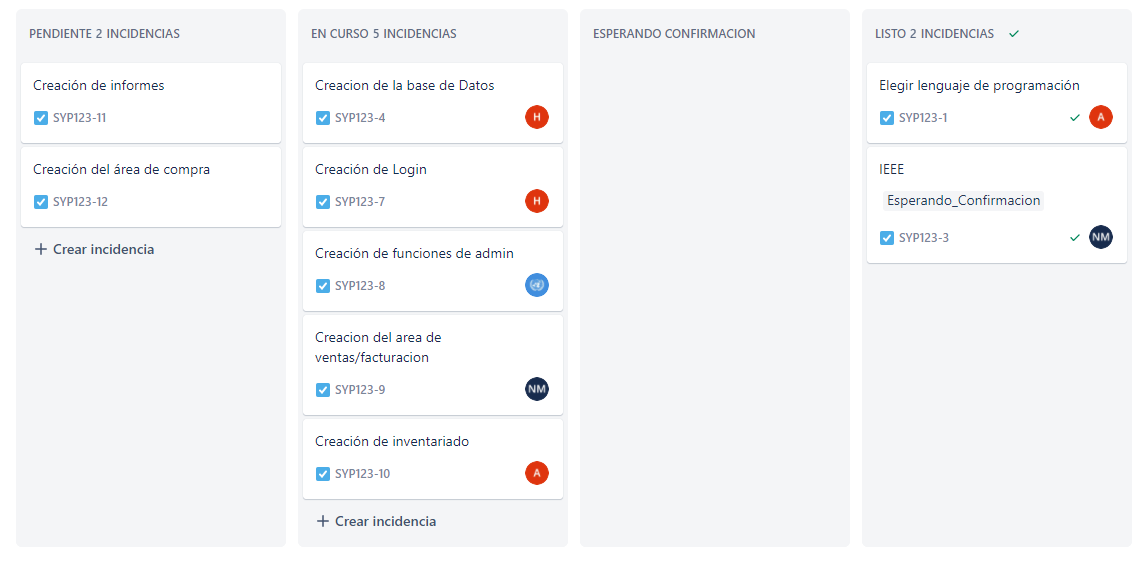 PENDIENTE 2 INCIDENCIAS
Creación de informes
SYP123-11
Creación del área de compra
SYP123-12
+ Crear incidencia
EN CURSO 5 INCIDENCIAS
Creacion de la base de Datos
SYP123-4 H
Creación de Login
SYP123-7 H
Creación de funciones de admin
SYP123-8
Creacion del area de
ventas/facturacion
SYP123-9 NM
Creación de inventariado
SYP123-10 A
+ Crear incidencia
ESPERANDO CONFIRMACION
LISTO 2 INCIDENCIAS
Elegir lenguaje de programación
SYP123-1 A
IEEE
Esperando_Confirmacion
SYP123-3 NM